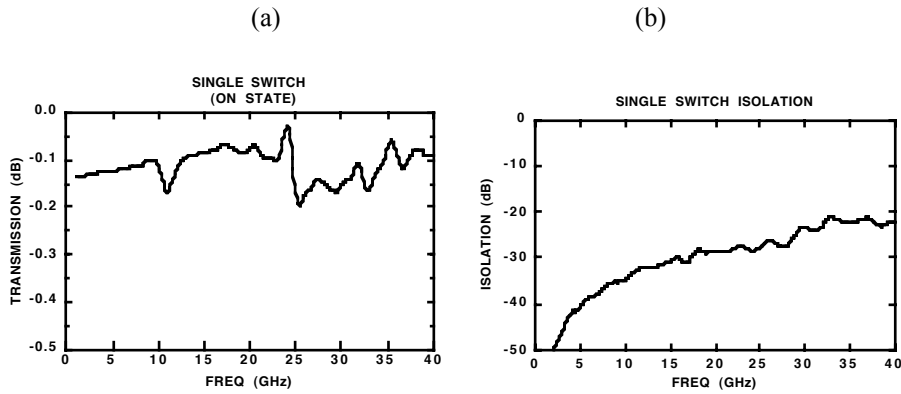 (a)
(b)
SINGLE SWITCH
(ON STATE)
0.0
-0.1
-0.2
-0.3
-0.4
-0.5
TRANSMISSION (dB)
0 5 10 15 20 25 30 35 40
FREQ (GHz)
SINGLE SWITCH ISOLATION
0
-10
-20
-30
-40
-50
ISOLATION (dB)
0 5 10 15 20 25 30 35 40
FREQ (GHz)